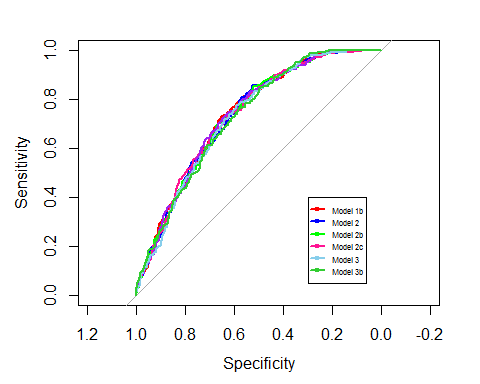 1.0
0.8
0.6
0.4
0.2
0.0
Sensitivity
Model 1b
Model 2
Model 2b
Model 2c
Model 3
Model 3b
1.2 1.0 0.8 0.6 0.4 0.2 0.0 -0.2
Specificity